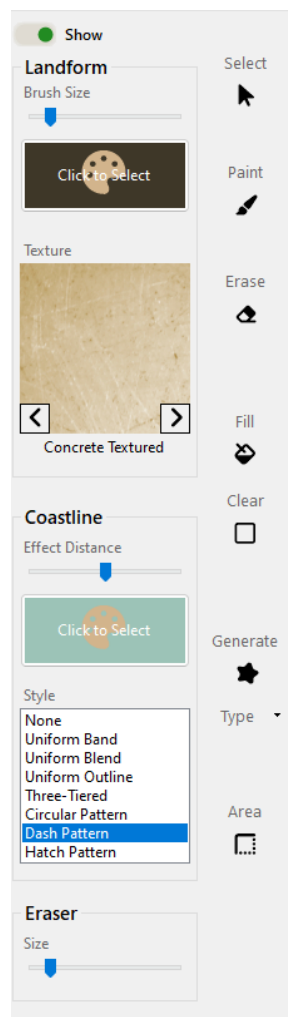 Show
Landform
Brush Size
Click to Select
Texture
Concrete Textured
Coastline
Effect Distance
Click to Select
Style
None
Uniform Band
Uniform Blend
Uniform Outline
Three-Tiered
Circular Pattern
Dash Pattern
Hatch Pattern
Eraser
Size
Select
Paint
Erase
Fill
Clear
Generate
Type
Area